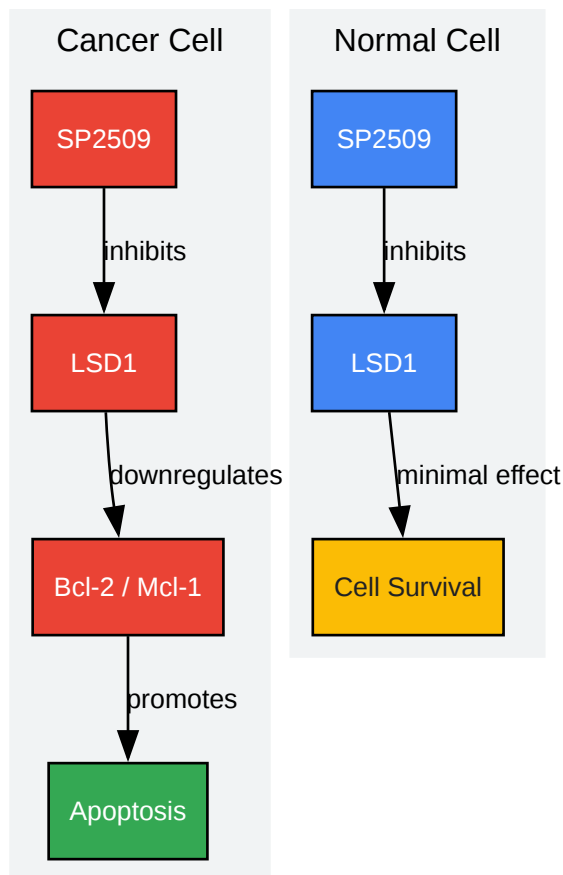 Cancer Cell
SP2509
inhibits
LSD1
downregulates
Bcl-2 / Mcl-1
promotes
Apoptosis
Normal Cell
SP2509
inhibits
LSD1
minimal effect
Cell Survival